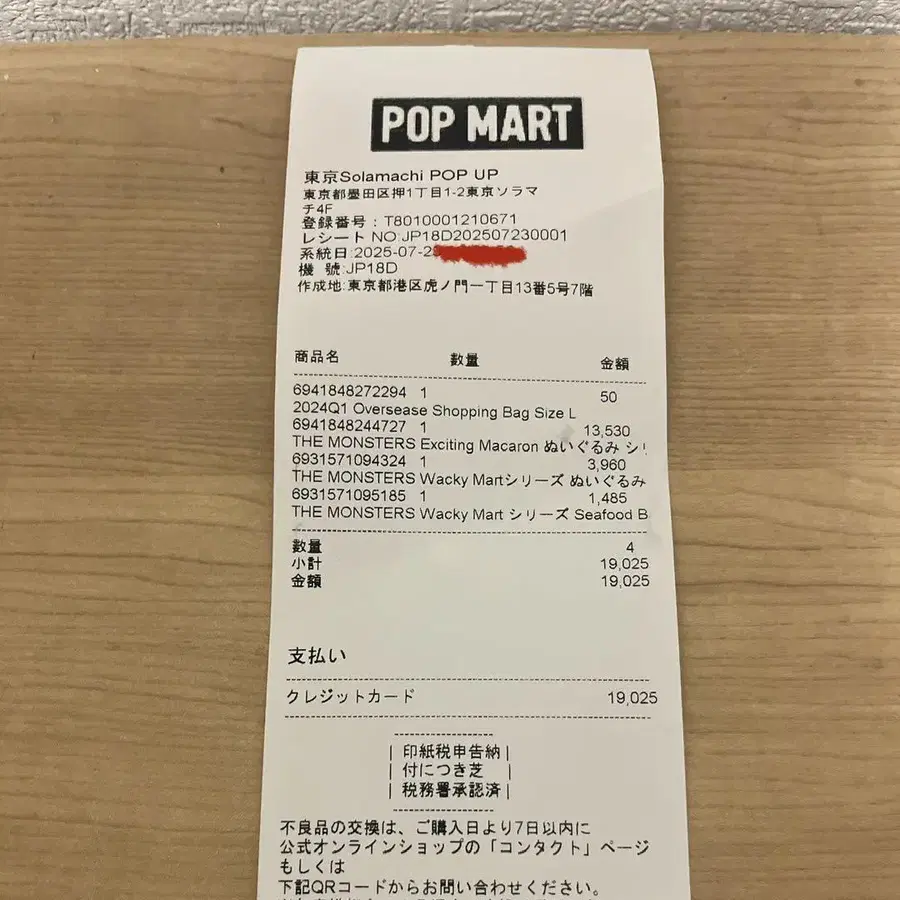 POP MART
東京Solamachi POP UP
東京都墨田区押1丁目1-2東京ソラマ
チ4F
登録番号：T8010001210671
レシート NO:JP18D202507230001
系統日:2025-07-2
機 號:JP18D
作成地:東京都港区虎ノ門一丁目13番5号7階
商品名 数量 金額
6941848272294 1 50
2024Q1 Oversease Shopping Bag Size L
6941848244727 1 13,530
THE MONSTERS Exciting Macaron ぬいぐるみ シリ
6931571094324 1 3,960
THE MONSTERS Wacky Martシリーズ ぬいぐるみ
6931571095185 1 1,485
THE MONSTERS Wacky Mart シリーズ Seafood B
数量 4
小計 19,025
金額 19,025
支払い
クレジットカード 19,025
印紙税申告納
付につき芝
税務署承認済
不良品の交換は、ご購入日より7日以内に
公式オンラインショップの「コンタクト」ページ
もしくは
下記QRコードからお問い合わせください。